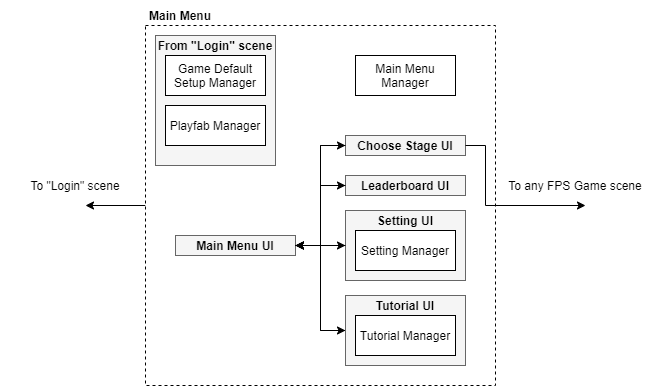 Main Menu
From "Login" scene
Game Default
Setup Manager
Playfab Manager
Main Menu
Manager
Choose Stage UI
To "Login" scene
Leaderboard UI
To any FPS Game scene
Setting UI
Main Menu UI
Setting Manager
Tutorial UI
Tutorial Manager